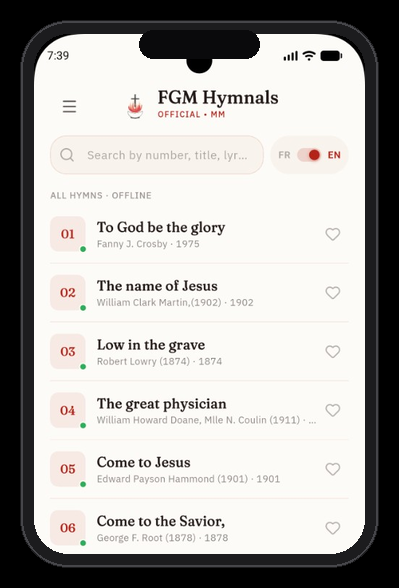 7:39
FGM Hymnals
OFFICIAL • MM
Search by number, title, lyr...
FR EN
ALL HYMNS · OFFLINE
01 To God be the glory
Fanny J. Crosby · 1975
02 The name of Jesus
William Clark Martin,(1902) · 1902
03 Low in the grave
Robert Lowry (1874) · 1874
04 The great physician
William Howard Doane, Mlle N. Coulin (1911) · ...
05 Come to Jesus
Edward Payson Hammond (1901) · 1901
06 Come to the Savior,
George F. Root (1878) · 1878